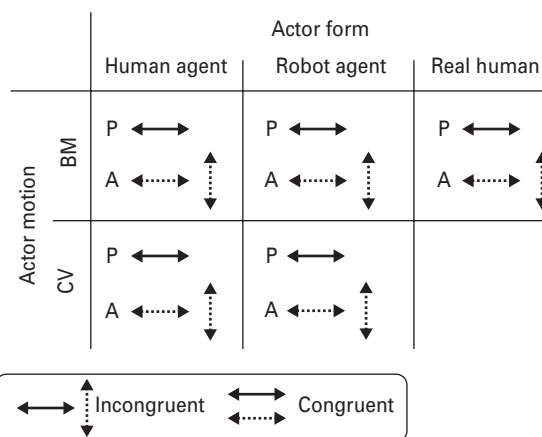 Actor form
Human agent Robot agent Real human
Actor motion
BM
P P P
A A A
CV
P P
A A
Incongruent Congruent